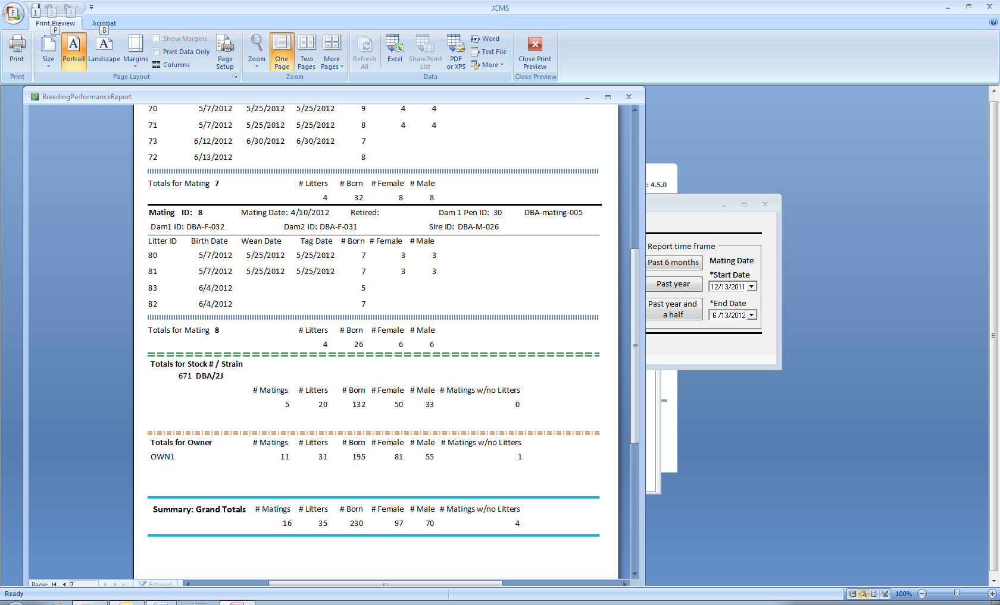 JCMS
F 1 2 3
Print Preview Acrobat
P B
Print Size Portrait Landscape Margins Show Margins Print Data Only Columns Page Setup
Zoom One Page Two Pages More Pages
Refresh All Excel SharePoint List PDF or XPS Word Text File More
Close Print Preview
Print Page Layout Zoom Data Close Preview
BreedingPerformanceReport
70 5/7/2012 5/25/2012 5/25/2012 9 4 4
71 5/7/2012 5/25/2012 5/25/2012 8 4 4
73 6/12/2012 6/30/2012 6/30/2012 7
72 6/13/2012 8
Totals for Mating 7 # Litters # Born # Female # Male
4 32 8 8
Mating ID: 8 Mating Date: 4/10/2012 Retired: Dam 1 Pen ID: 30 DBA-mating-005
Dam1 ID: DBA-F-032 Dam2 ID: DBA-F-031 Sire ID: DBA-M-026
Litter ID Birth Date Wean Date Tag Date # Born # Female # Male
80 5/7/2012 5/25/2012 5/25/2012 7 3 3
81 5/7/2012 5/25/2012 5/25/2012 7 3 3
83 6/4/2012 5
82 6/4/2012 7
Totals for Mating 8 # Litters # Born # Female # Male
4 26 6 6
Totals for Stock # / Strain
671 DBA/2J
# Matings # Litters # Born # Female # Male # Matings w/no Litters
5 20 132 50 33 0
Totals for Owner # Matings # Litters # Born # Female # Male # Matings w/no Litters
OWN1 11 31 195 81 55 1
Summary: Grand Totals # Matings # Litters # Born # Female # Male # Matings w/no Litters
16 35 230 97 70 4
: 4.5.0
Report time frame
Past 6 months Mating Date
*Start Date
Past year 12/13/2011
Past year and a half *End Date
6 /13/2012
Page: 7 Filtered
Ready 100%